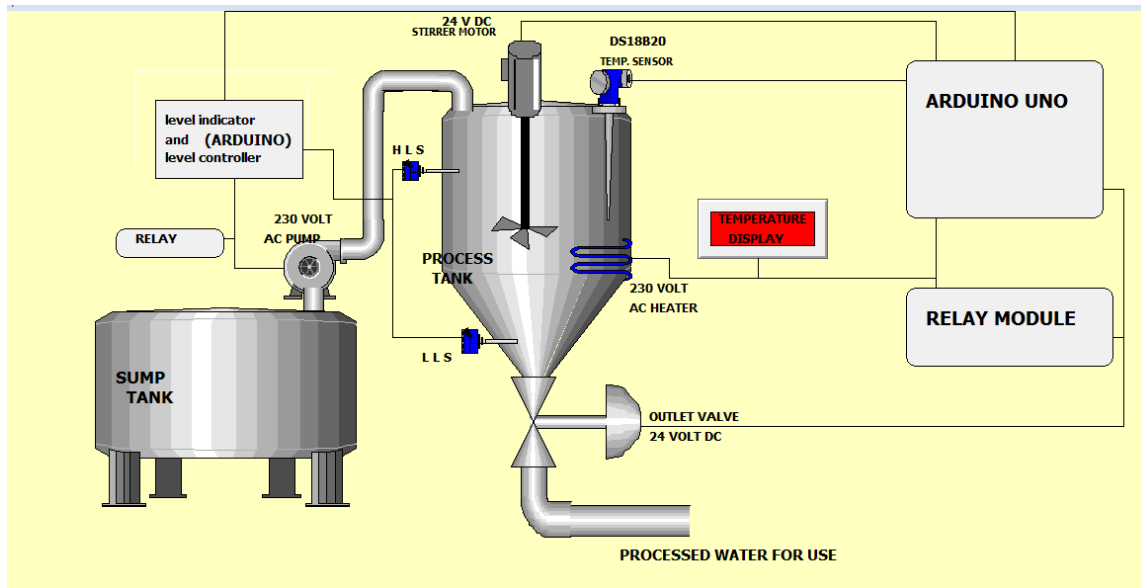 24 V DC
STIRRER MOTOR
DS18B20
TEMP. SENSOR
ARDUINO UNO
level indicator
and (ARDUINO)
level controller
H L S
230 VOLT
AC PUMP
RELAY
TEMPERATURE
DISPLAY
PROCESS
TANK
230 VOLT
AC HEATER
RELAY MODULE
L L S
SUMP
TANK
OUTLET VALVE
24 VOLT DC
PROCESSED WATER FOR USE